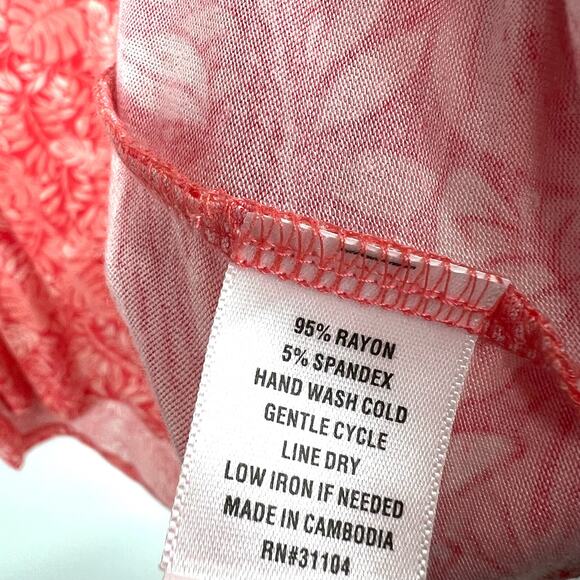 95% RAYON
5% SPANDEX
HAND WASH COLD
GENTLE CYCLE
LINE DRY
LOW IRON IF NEEDED
MADE IN CAMBODIA
RN#31104